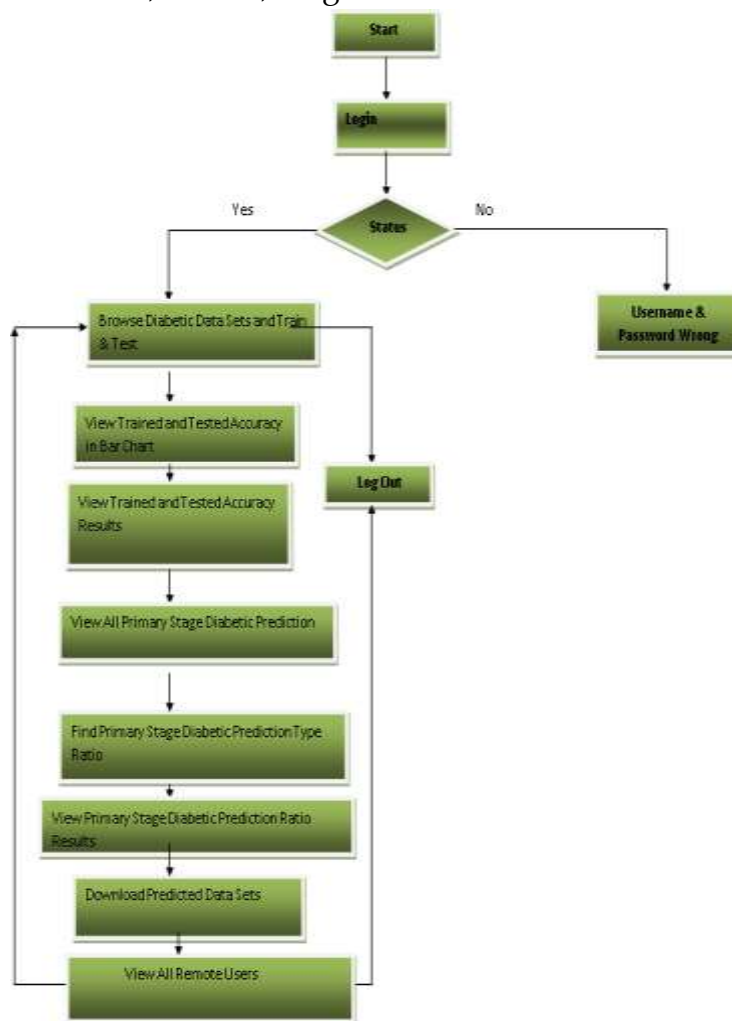 Start
Login
Status
Yes
No
Username &
Password Wrong
Browse Diabetic Data Sets and Train
& Test
View Trained and Tested Accuracy
in Bar Chart
Log Out
View Trained and Tested Accuracy
Results
View All Primary Stage Diabetic Prediction
Find Primary Stage Diabetic Prediction Type
Ratio
View Primary Stage Diabetic Prediction Ratio
Results
Download Predicted Data Sets
View All Remote Users